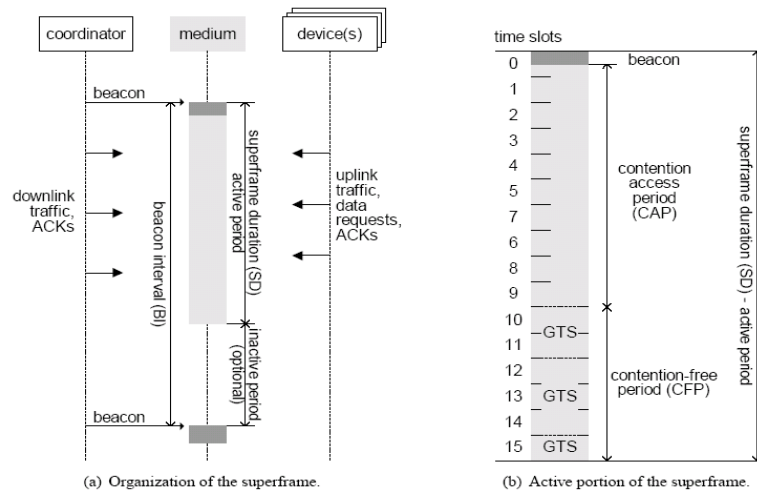 coordinator
medium
device(s)
beacon
downlink
traffic,
ACKs
beacon interval (BI)
superframe duration (SD)
active period
inactive period
(optional)
uplink
traffic,
data
requests,
ACKs
beacon
(a) Organization of the superframe.
time slots
0
beacon
1
2
3
4
5
7
6
8
9
contention
access
period
(CAP)
10
GTS
11
12
13
GTS
14
15
GTS
contention-free
period (CFP)
superframe duration (SD) - active period
(b) Active portion of the superframe.